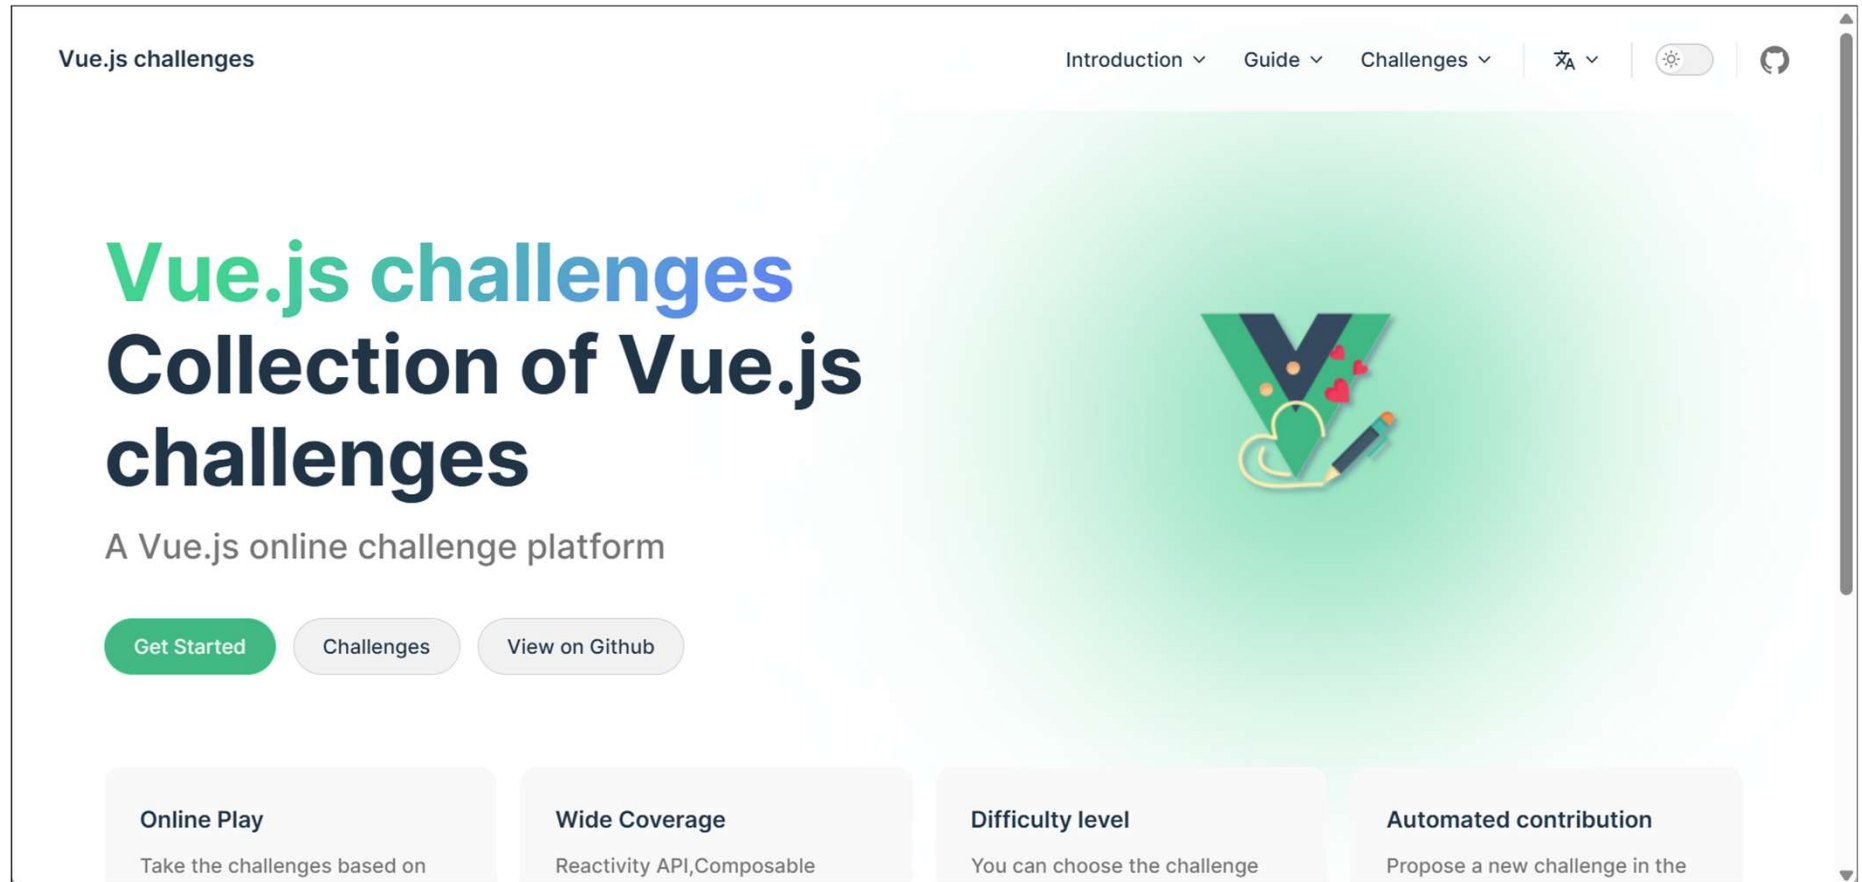 Vue.js challenges
Introduction
Guide
Challenges
Vue.js challenges
Collection of Vue.js
challenges
A Vue.js online challenge platform
Get Started
Challenges
View on Github
Online Play
Take the challenges based on
Wide Coverage
Reactivity API,Composable
Difficulty level
You can choose the challenge
Automated contribution
Propose a new challenge in the